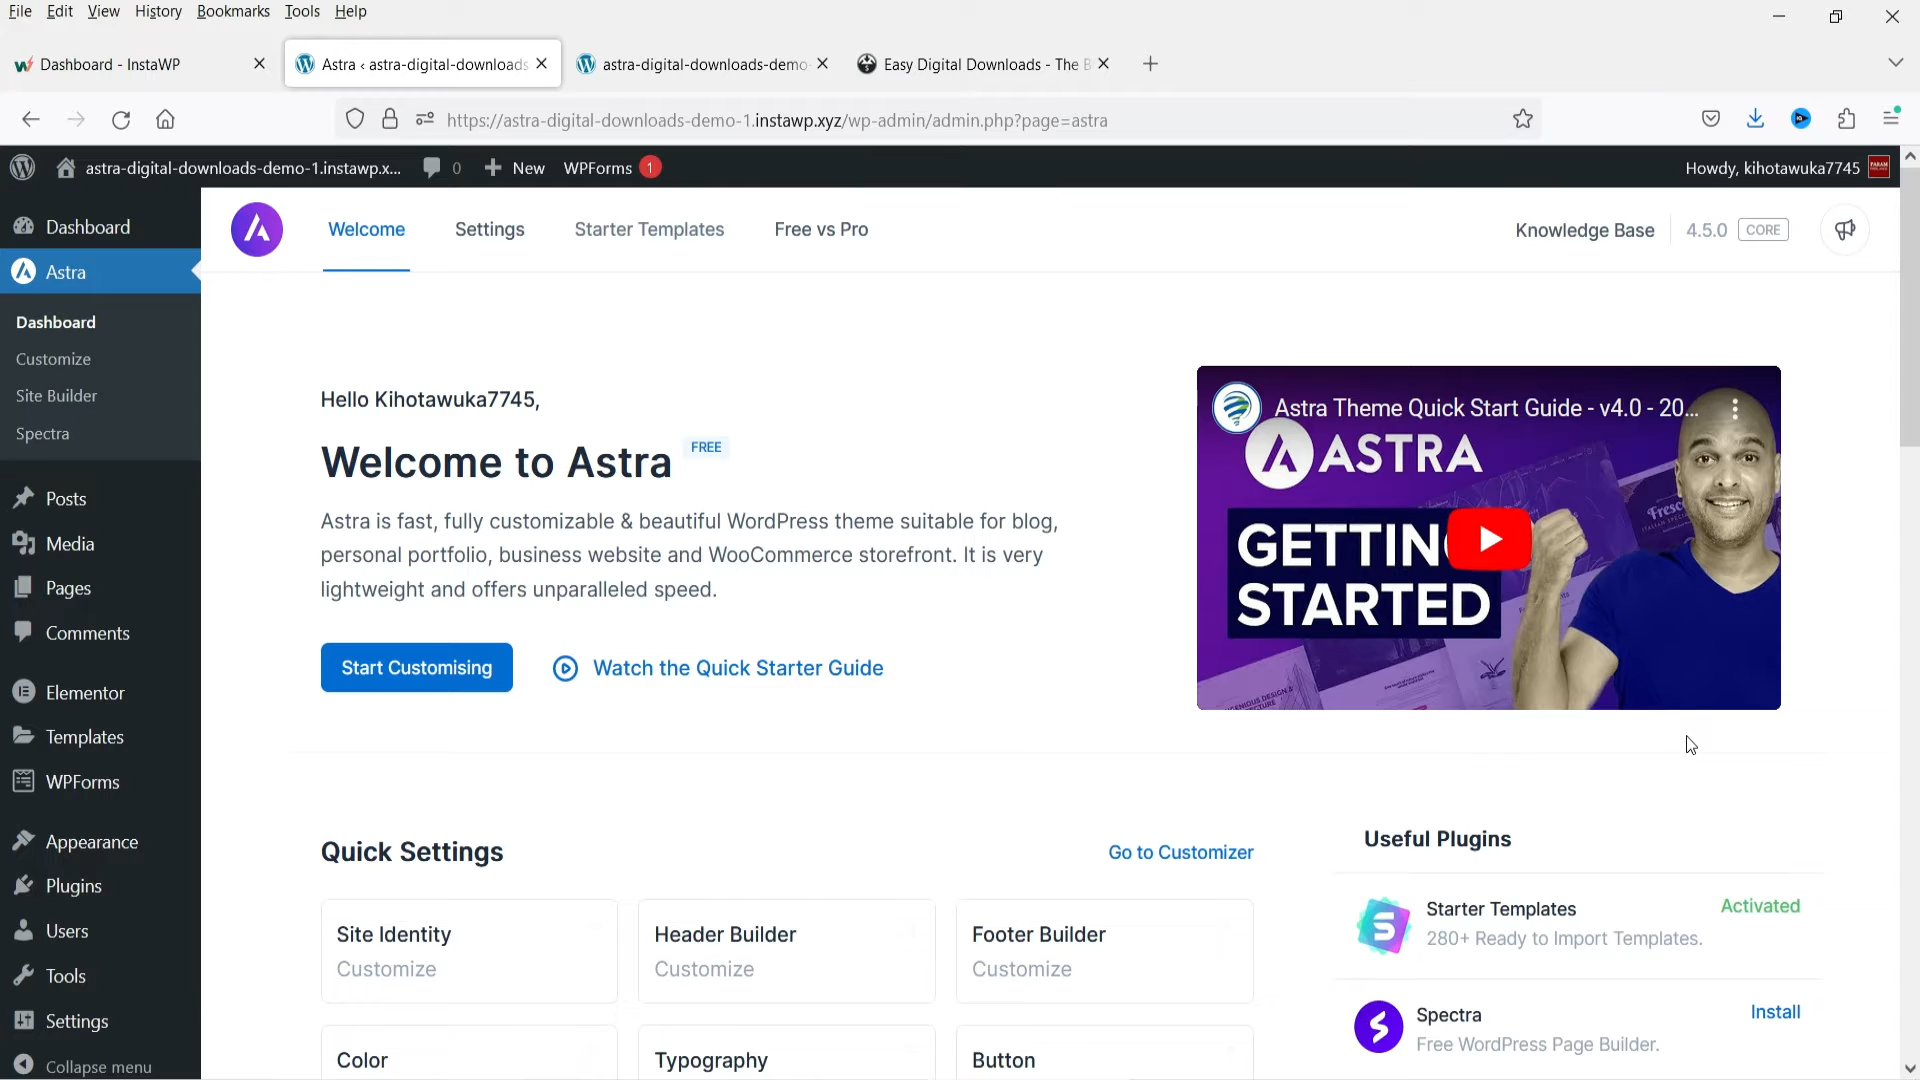 File Edit View History Bookmarks Tools Help
Dashboard - InstaWP
Astra ‹ astra-digital-downloads
astra-digital-downloads-demo
Easy Digital Downloads - The B
https://astra-digital-downloads-demo-1.instawp.xyz/wp-admin/admin.php?page=astra
astra-digital-downloads-demo-1.instawp.x... 0 New WPForms 1
Howdy, kihotawuka7745
Dashboard
Astra
Dashboard
Customize
Site Builder
Spectra
Posts
Media
Pages
Comments
Elementor
Templates
WPForms
Appearance
Plugins
Users
Tools
Settings
Collapse menu
Welcome Settings Starter Templates Free vs Pro
Knowledge Base 4.5.0 CORE
Hello Kihotawuka7745,
Welcome to Astra FREE
Astra is fast, fully customizable & beautiful WordPress theme suitable for blog,
personal portfolio, business website and WooCommerce storefront. It is very
lightweight and offers unparalleled speed.
Start Customising
Watch the Quick Starter Guide
Astra Theme Quick Start Guide - v4.0 - 20...
ASTRA
GETTIN
STARTED
Quick Settings
Go to Customizer
Site Identity
Customize
Header Builder
Customize
Footer Builder
Customize
Color
Typography
Button
Useful Plugins
Starter Templates
Activated
280+ Ready to Import Templates.
Spectra
Install
Free WordPress Page Builder.